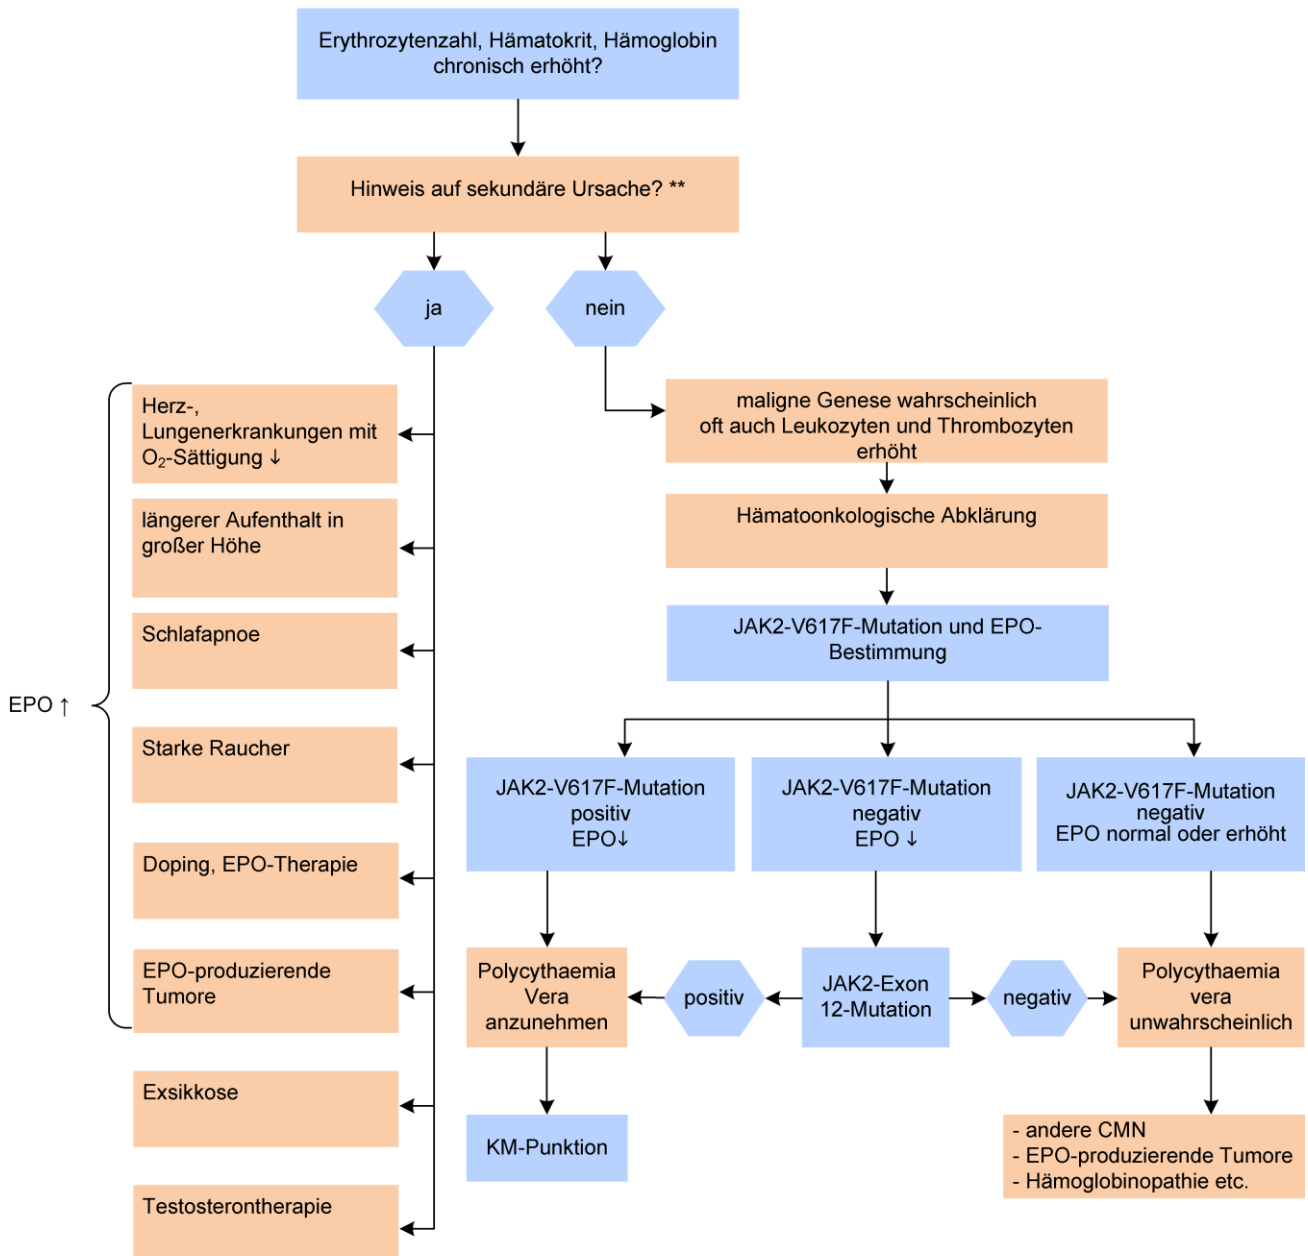 Erythrozytenzahl, Hämatokrit, Hämoglobin
chronisch erhöht?
Hinweis auf sekundäre Ursache? **
ja
nein
Herz-,
Lungenerkrankungen mit
O₂-Sättigung ↓
längerer Aufenthalt in
großer Höhe
Schlafapnoe
EPO ↑
Starke Raucher
Doping, EPO-Therapie
EPO-produzierende
Tumore
Exsikkose
Testosterontherapie
maligne Genese wahrscheinlich
oft auch Leukozyten und Thrombozyten
erhöht
Hämatoonkologische Abklärung
JAK2-V617F-Mutation und EPO-
Bestimmung
JAK2-V617F-Mutation
positiv
EPO↓
JAK2-V617F-Mutation
negativ
EPO ↓
JAK2-V617F-Mutation
negativ
EPO normal oder erhöht
Polycythaemia
Vera
anzunehmen
positiv
JAK2-Exon
12-Mutation
negativ
Polycythaemia
vera
unwahrscheinlich
KM-Punktion
- andere CMN
- EPO-produzierende Tumore
- Hämoglobinopathie etc.